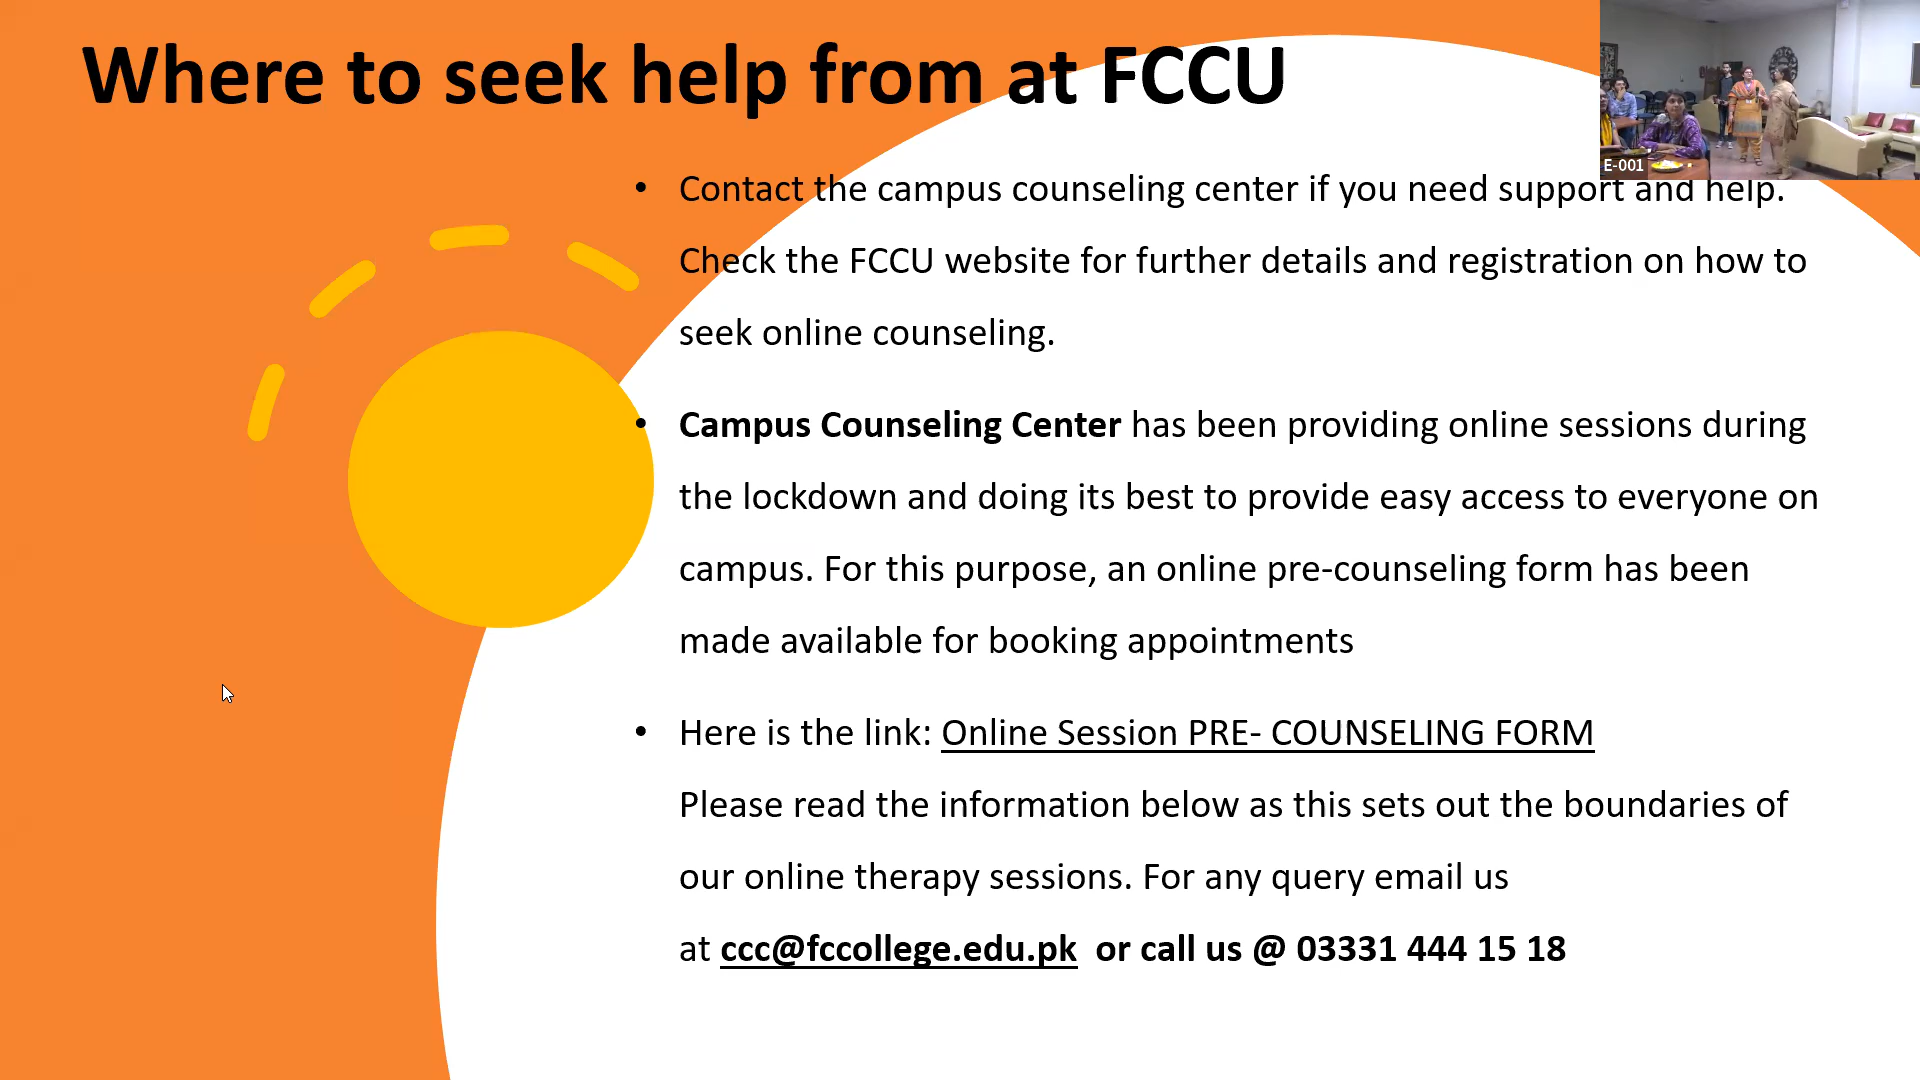 Where to seek help from at FCCU
E-001
• Contact the campus counseling center if you need support and help.
Check the FCCU website for further details and registration on how to
seek online counseling.
• Campus Counseling Center has been providing online sessions during
the lockdown and doing its best to provide easy access to everyone on
campus. For this purpose, an online pre-counseling form has been
made available for booking appointments
• Here is the link: Online Session PRE- COUNSELING FORM
Please read the information below as this sets out the boundaries of
our online therapy sessions. For any query email us
at ccc@fccollege.edu.pk or call us @ 03331 444 15 18